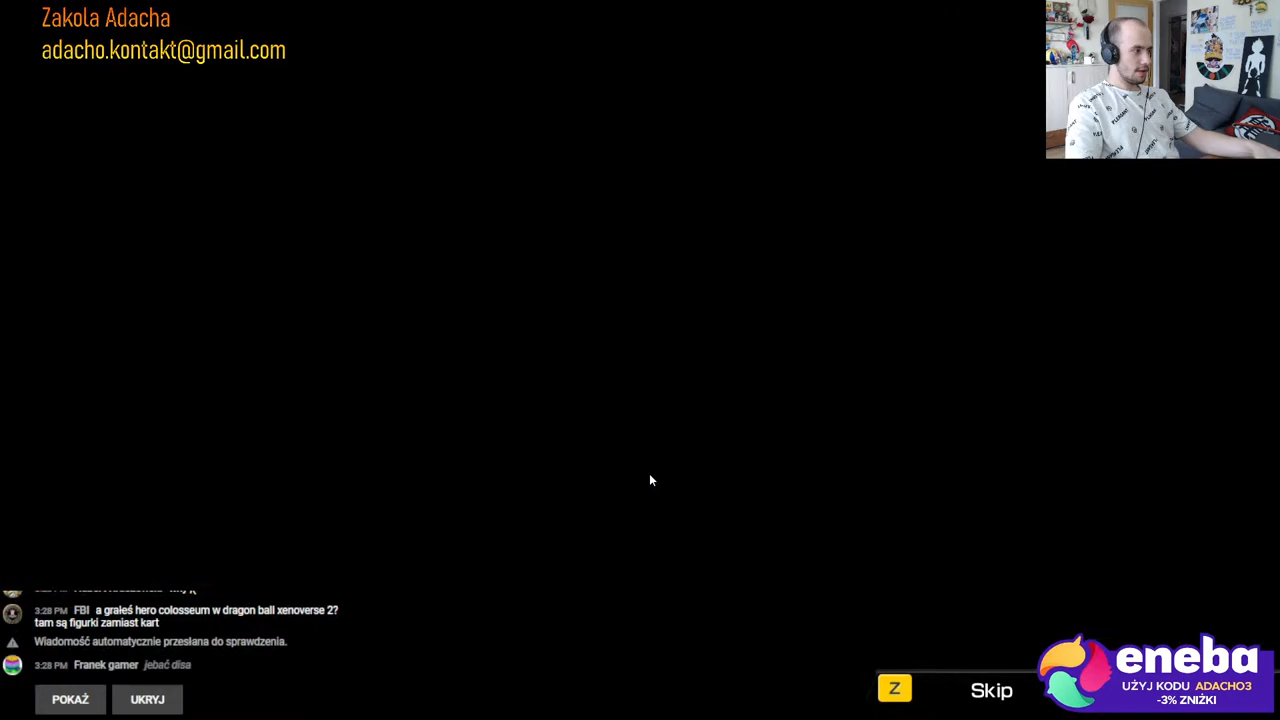 Zakola Adacha
adacho.kontakt@gmail.com
3:28 PM FBI a grałeś hero colosseum w dragon ball xenoverse 2?
tam są figurki zamiast kart
Wiadomość automatycznie przesłana do sprawdzenia.
3:28 PM Franek gamer jebać disa
POKAŻ UKRYJ
Z Skip
eneba
UŻYJ KODU ADACHO3
-3% ZNIŻKI